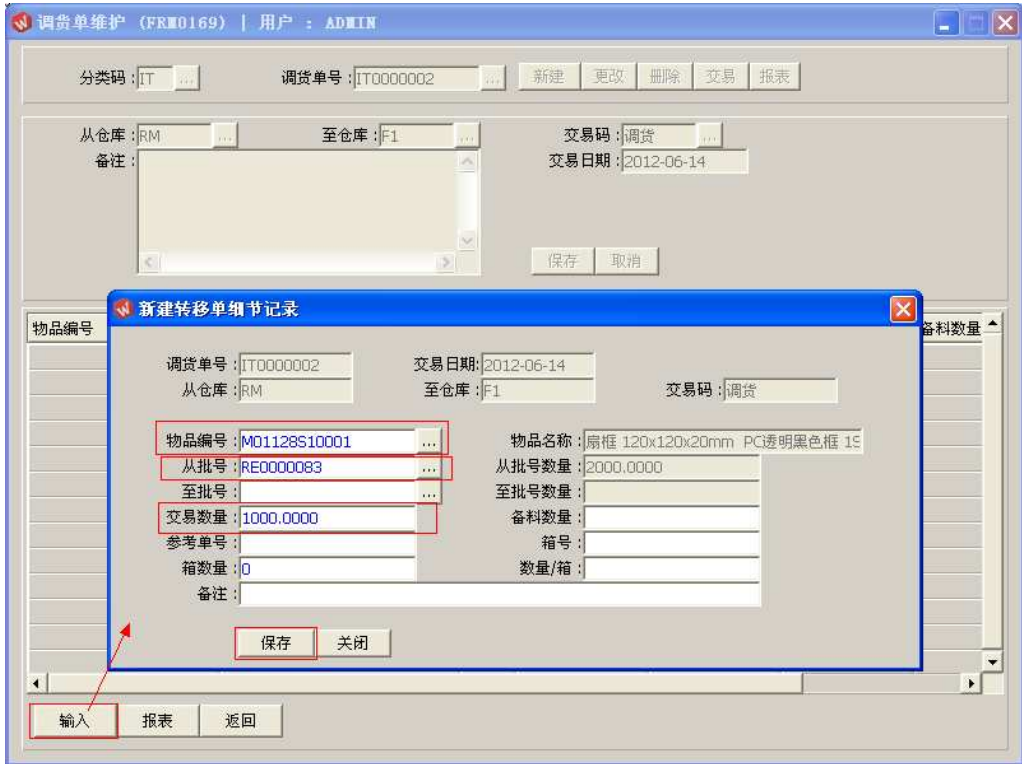 调货单维护 (FRM0169) | 用户 : ADMIN
分类码 : IT ... 调货单号 : IT0000002 ... 新建 更改 册除 交易 报表
从仓库 : RM ... 至仓库 : F1 ... 交易码 : 调货 ...
备注 : 交易日期 : 2012-06-14
保存 取消
新建转移单细节记录
物品编号 备料数量
调货单号 : IT0000002 交易日期: 2012-06-14
从仓库 : RM 至仓库 : F1 交易码 : 调货
物品编号 : M01128S10001 ... 物品名称 : 扇框 120x120x20mm PC透明黑色框 19
从批号 : RE0000083 ... 从批号数量 : 2000.0000
至批号 : ... 至批号数量 :
交易数量 : 1000.0000 备料数量 :
参考单号 : 箱号 :
箱数量 : 0 数量/箱 :
备注 :
保存 关闭
输入 报表 返回